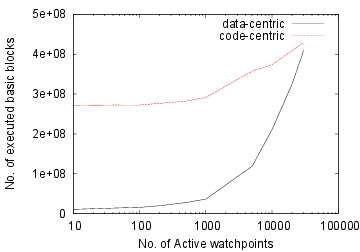 5e+08
4e+08
3e+08
2e+08
1e+08
0
10
100
1000
10000
100000
No. of executed basic blocks
No. of Active watchpoints
data-centric
code-centric